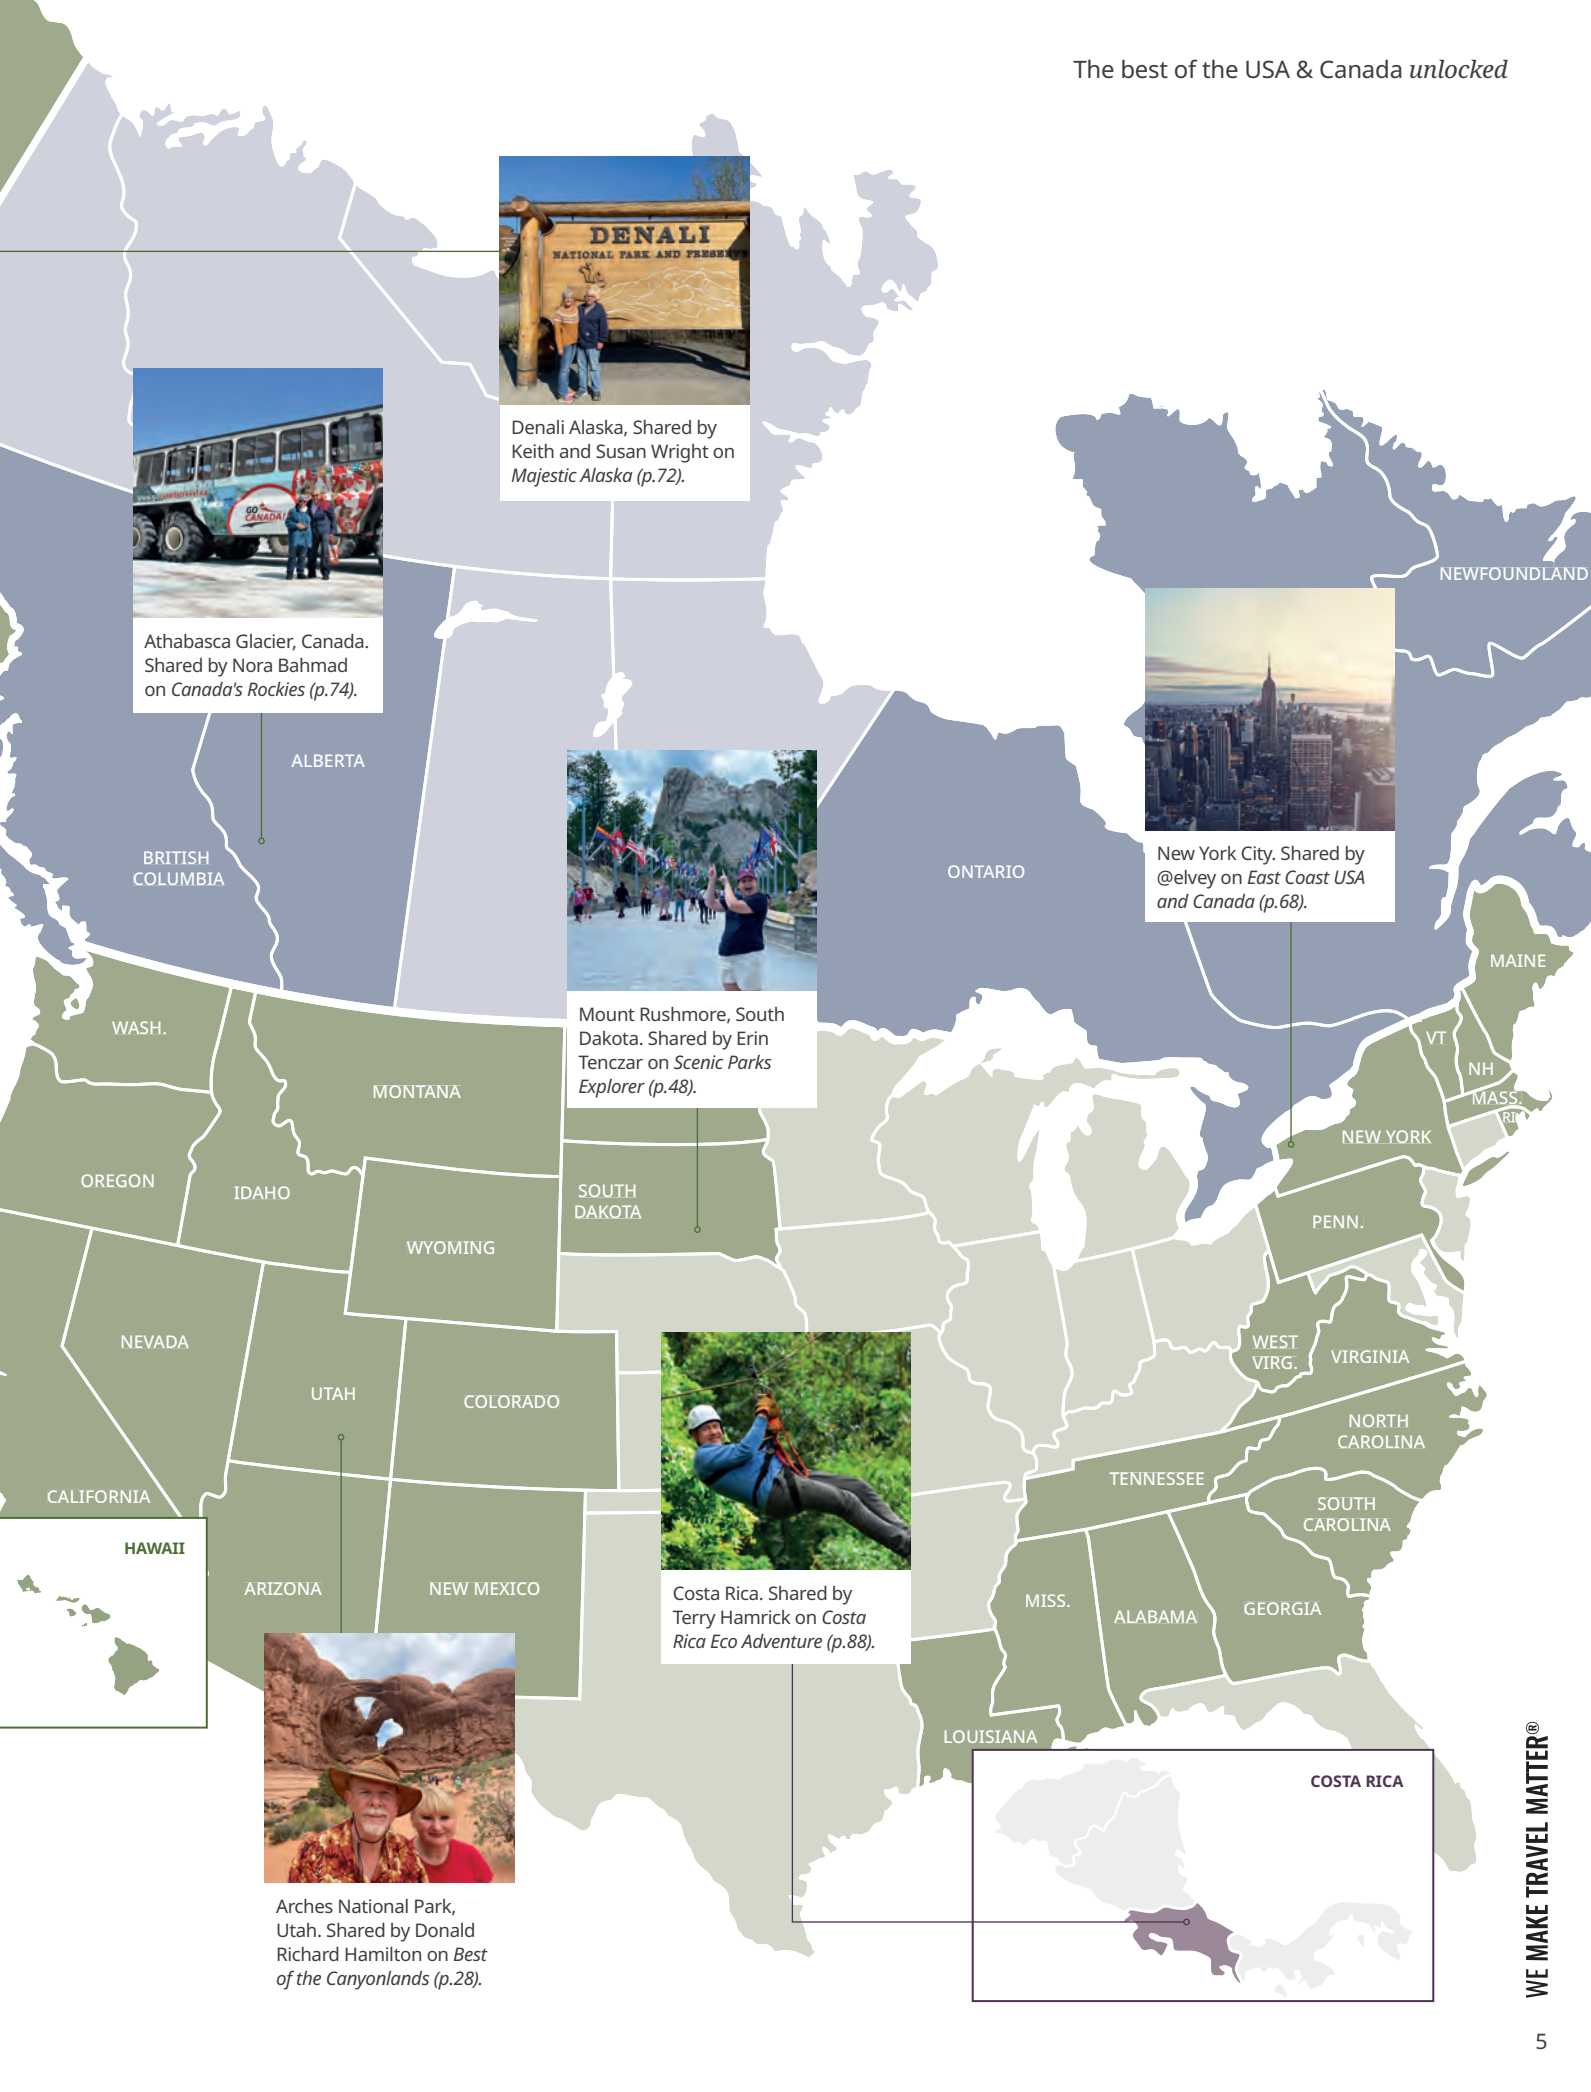 The best of the USA & Canada unlocked
DENALI
NATIONAL PARK AND PRESERVE
Denali Alaska, Shared by
Keith and Susan Wright on
Majestic Alaska (p.72).
GO
CANADA!
Athabasca Glacier, Canada.
Shared by Nora Bahmad
on Canada's Rockies (p.74).
NEWFOUNDLAND
ALBERTA
BRITISH
COLUMBIA
ONTARIO
New York City. Shared by
@elvey on East Coast USA
and Canada (p.68).
Mount Rushmore, South
Dakota. Shared by Erin
Tenczar on Scenic Parks
Explorer (p.48).
MAINE
WASH.
VT
NH
MONTANA
MASS.
RI
NEW YORK
OREGON
IDAHO
SOUTH
DAKOTA
PENN.
WYOMING
NEVADA
WEST
VIRG.
VIRGINIA
UTAH
COLORADO
NORTH
CAROLINA
TENNESSEE
CALIFORNIA
SOUTH
CAROLINA
HAWAII
ARIZONA
NEW MEXICO
MISS.
ALABAMA
GEORGIA
Costa Rica. Shared by
Terry Hamrick on Costa
Rica Eco Adventure (p.88).
LOUISIANA
COSTA RICA
Arches National Park,
Utah. Shared by Donald
Richard Hamilton on Best
of the Canyonlands (p.28).
WE MAKE TRAVEL MATTER®
5